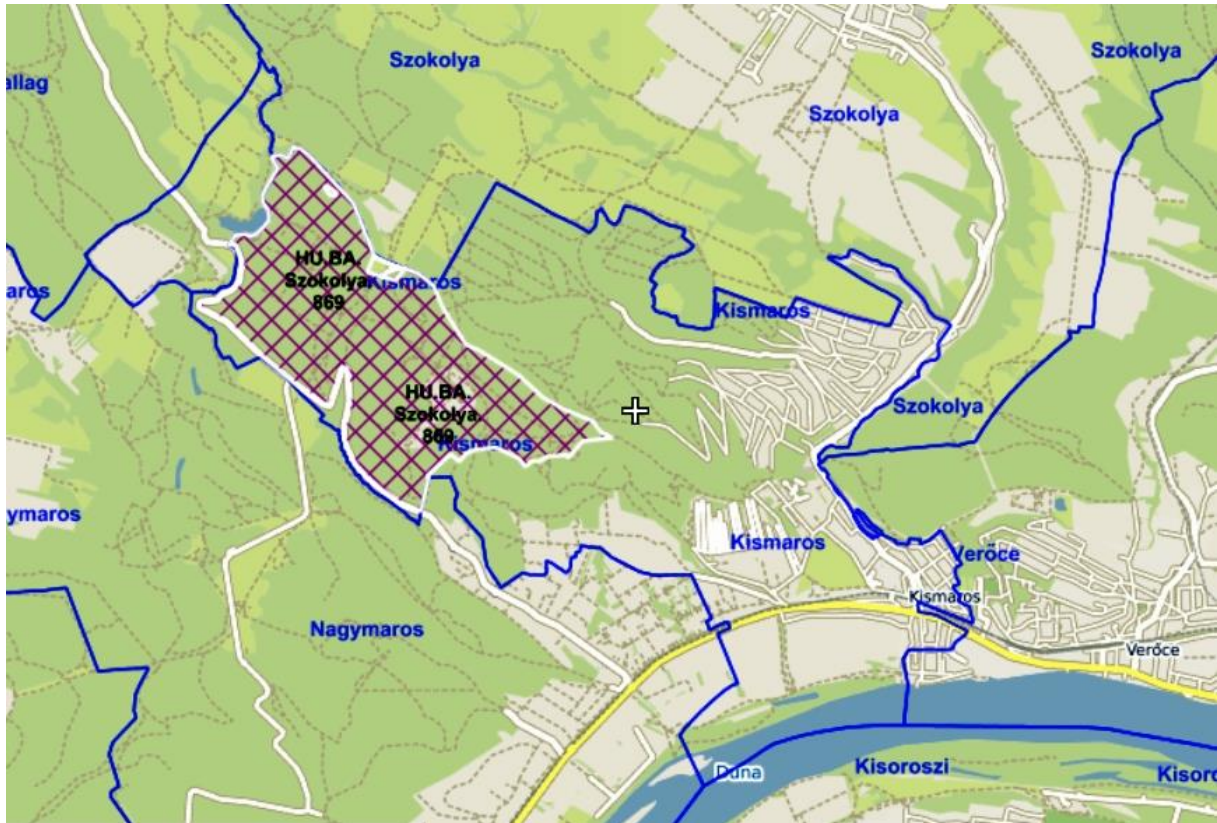 Szokolya
Szokolya
allag
Szokolya
HU.BA.
Szokolya.
869
Kismaros
aros
Kismaros
HU.BA.
Szokolya.
869
Kismaros
Szokolya
ymaros
Kismaros
Verőce
Kismaros
Nagymaros
Verőce
Duna
Kisoroszi
Kisoro